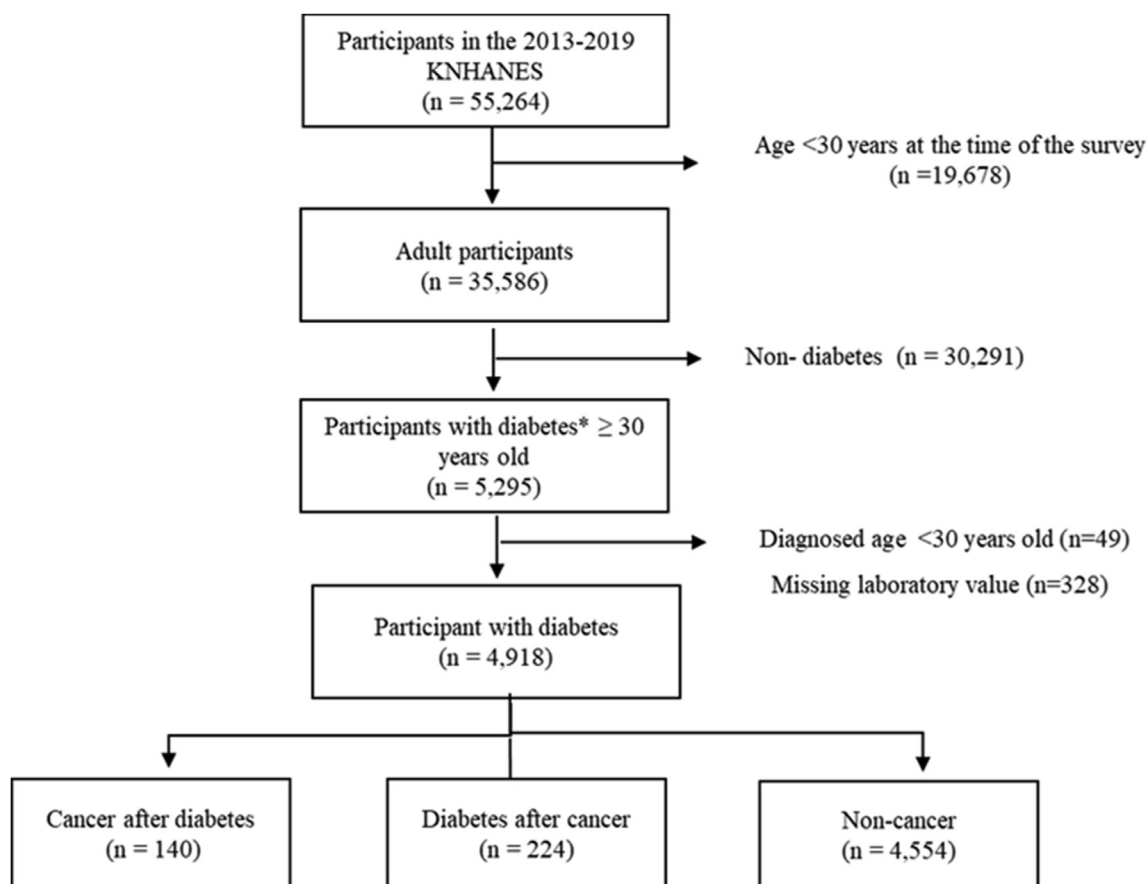 Participants in the 2013-2019
KNHANES
(n = 55,264)
Age <30 years at the time of the survey
(n =19,678)
Adult participants
(n = 35,586)
Non- diabetes (n = 30,291)
Participants with diabetes* ≥ 30
years old
(n = 5,295)
Diagnosed age <30 years old (n=49)
Missing laboratory value (n=328)
Participant with diabetes
(n = 4,918)
Cancer after diabetes
(n = 140)
Diabetes after cancer
(n = 224)
Non-cancer
(n = 4,554)